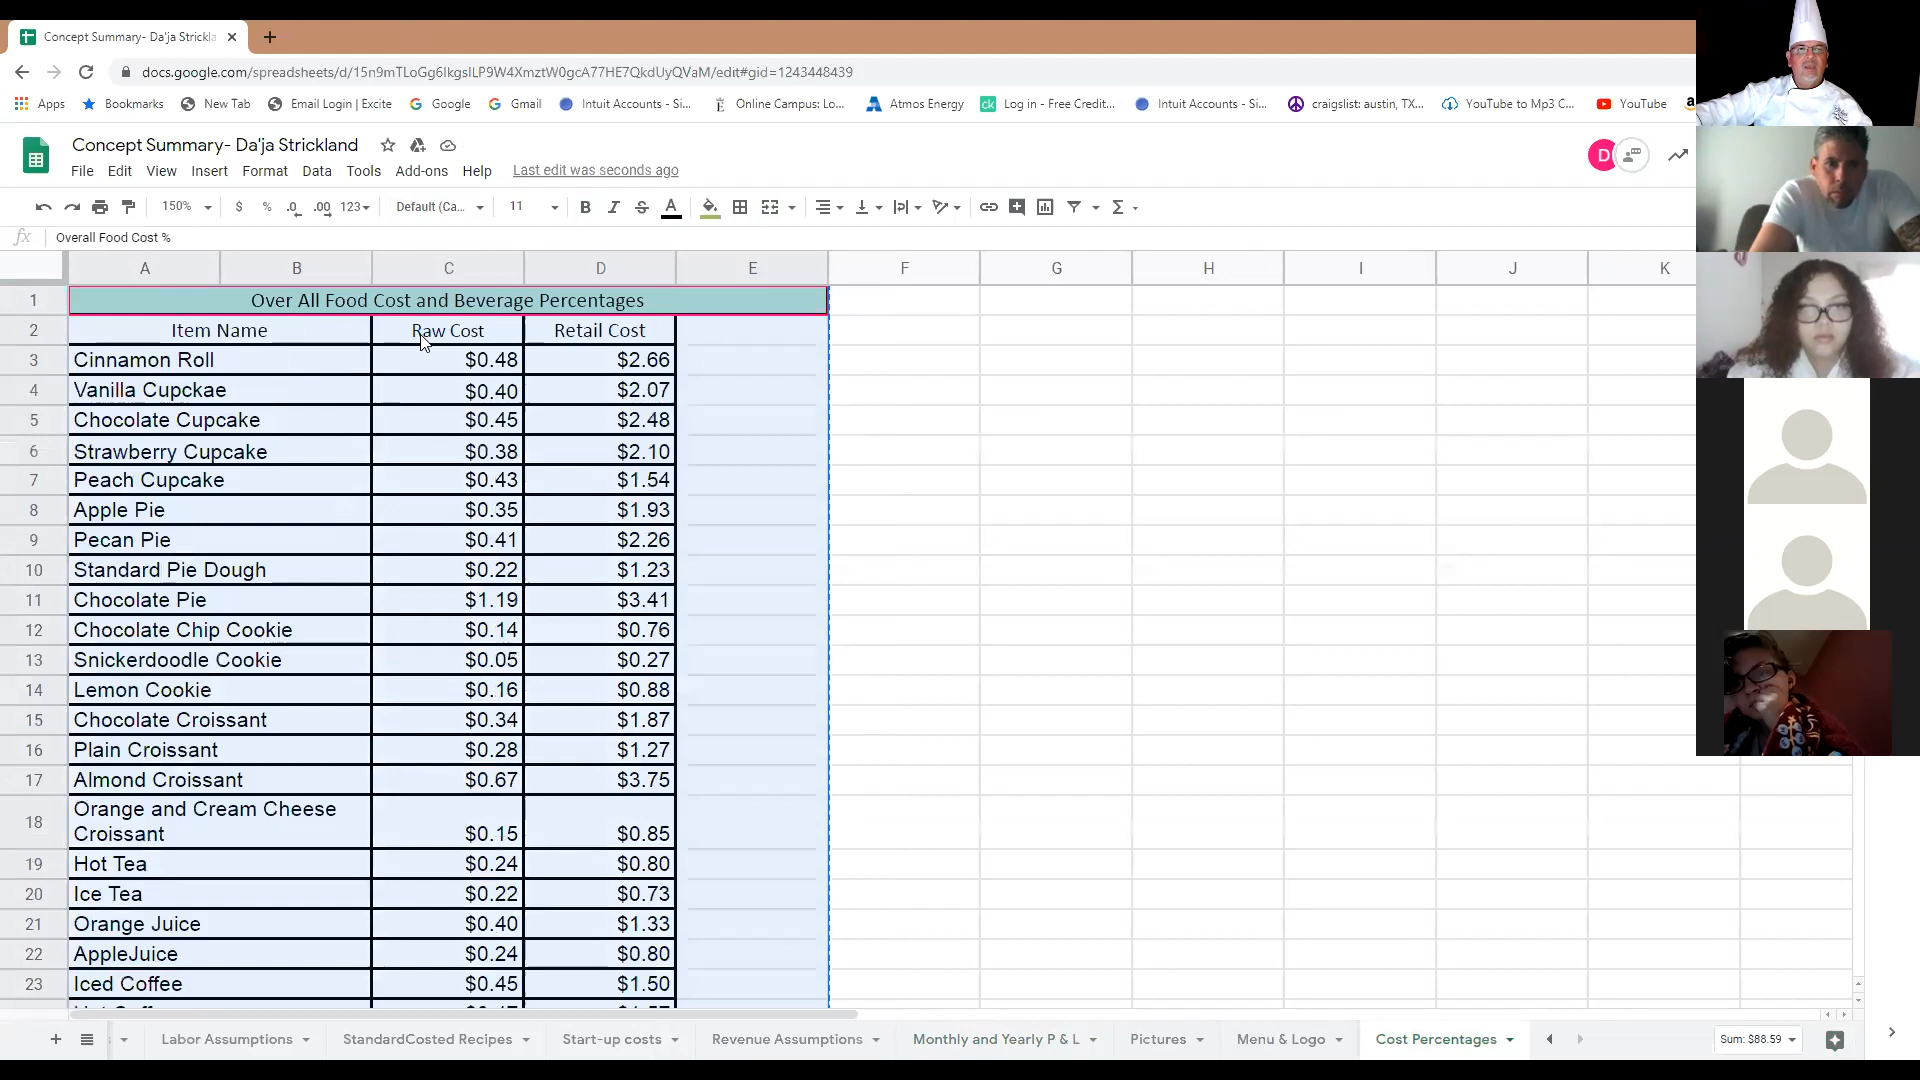 Concept Summary- Da'ja Strickla
docs.google.com/spreadsheets/d/15n9mTLoGg6IkgsILP9W4XmztW0gcA77HE7QkdUyQVaM/edit#gid=1243448439
Apps Bookmarks New Tab Email Login | Excite Google Gmail Intuit Accounts - Si... Online Campus: Lo... Atmos Energy Log in - Free Credit... Intuit Accounts - Si... craigslist: austin, TX... YouTube to Mp3 C... YouTube
Concept Summary- Da'ja Strickland
D
File Edit View Insert Format Data Tools Add-ons Help Last edit was seconds ago
150% $ % .0 .00 123 Default (Ca... 11 B I S A Σ
fx Overall Food Cost %
A B C D E F G H I J K
1 Over All Food Cost and Beverage Percentages
2 Item Name Raw Cost Retail Cost
3 Cinnamon Roll $0.48 $2.66
4 Vanilla Cupckae $0.40 $2.07
5 Chocolate Cupcake $0.45 $2.48
6 Strawberry Cupcake $0.38 $2.10
7 Peach Cupcake $0.43 $1.54
8 Apple Pie $0.35 $1.93
9 Pecan Pie $0.41 $2.26
10 Standard Pie Dough $0.22 $1.23
11 Chocolate Pie $1.19 $3.41
12 Chocolate Chip Cookie $0.14 $0.76
13 Snickerdoodle Cookie $0.05 $0.27
14 Lemon Cookie $0.16 $0.88
15 Chocolate Croissant $0.34 $1.87
16 Plain Croissant $0.28 $1.27
17 Almond Croissant $0.67 $3.75
Orange and Cream Cheese
18 Croissant $0.15 $0.85
19 Hot Tea $0.24 $0.80
20 Ice Tea $0.22 $0.73
21 Orange Juice $0.40 $1.33
22 AppleJuice $0.24 $0.80
23 Iced Coffee $0.45 $1.50
Labor Assumptions StandardCosted Recipes Start-up costs Revenue Assumptions Monthly and Yearly P & L Pictures Menu & Logo Cost Percentages Sum: $88.59